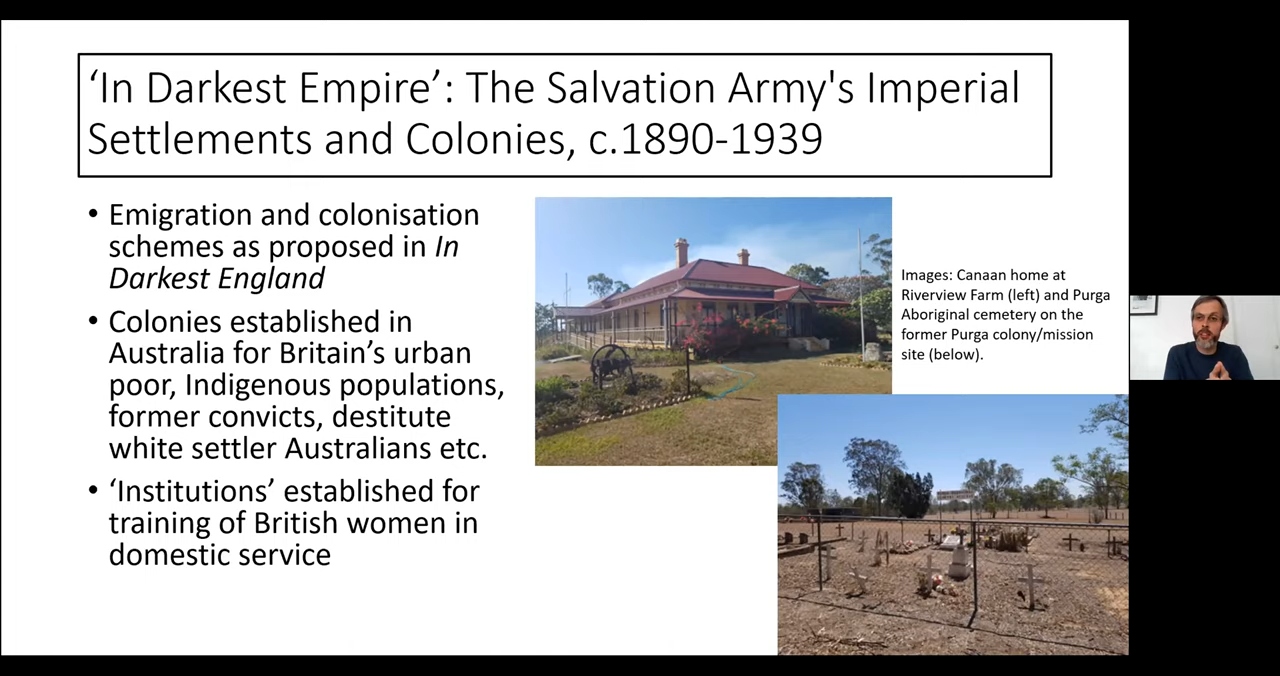 ‘In Darkest Empire’: The Salvation Army's Imperial
Settlements and Colonies, c.1890-1939
• Emigration and colonisation
schemes as proposed in In
Darkest England
• Colonies established in
Australia for Britain’s urban
poor, Indigenous populations,
former convicts, destitute
white settler Australians etc.
• ‘Institutions’ established for
training of British women in
domestic service
Images: Canaan home at
Riverview Farm (left) and Purga
Aboriginal cemetery on the
former Purga colony/mission
site (below).